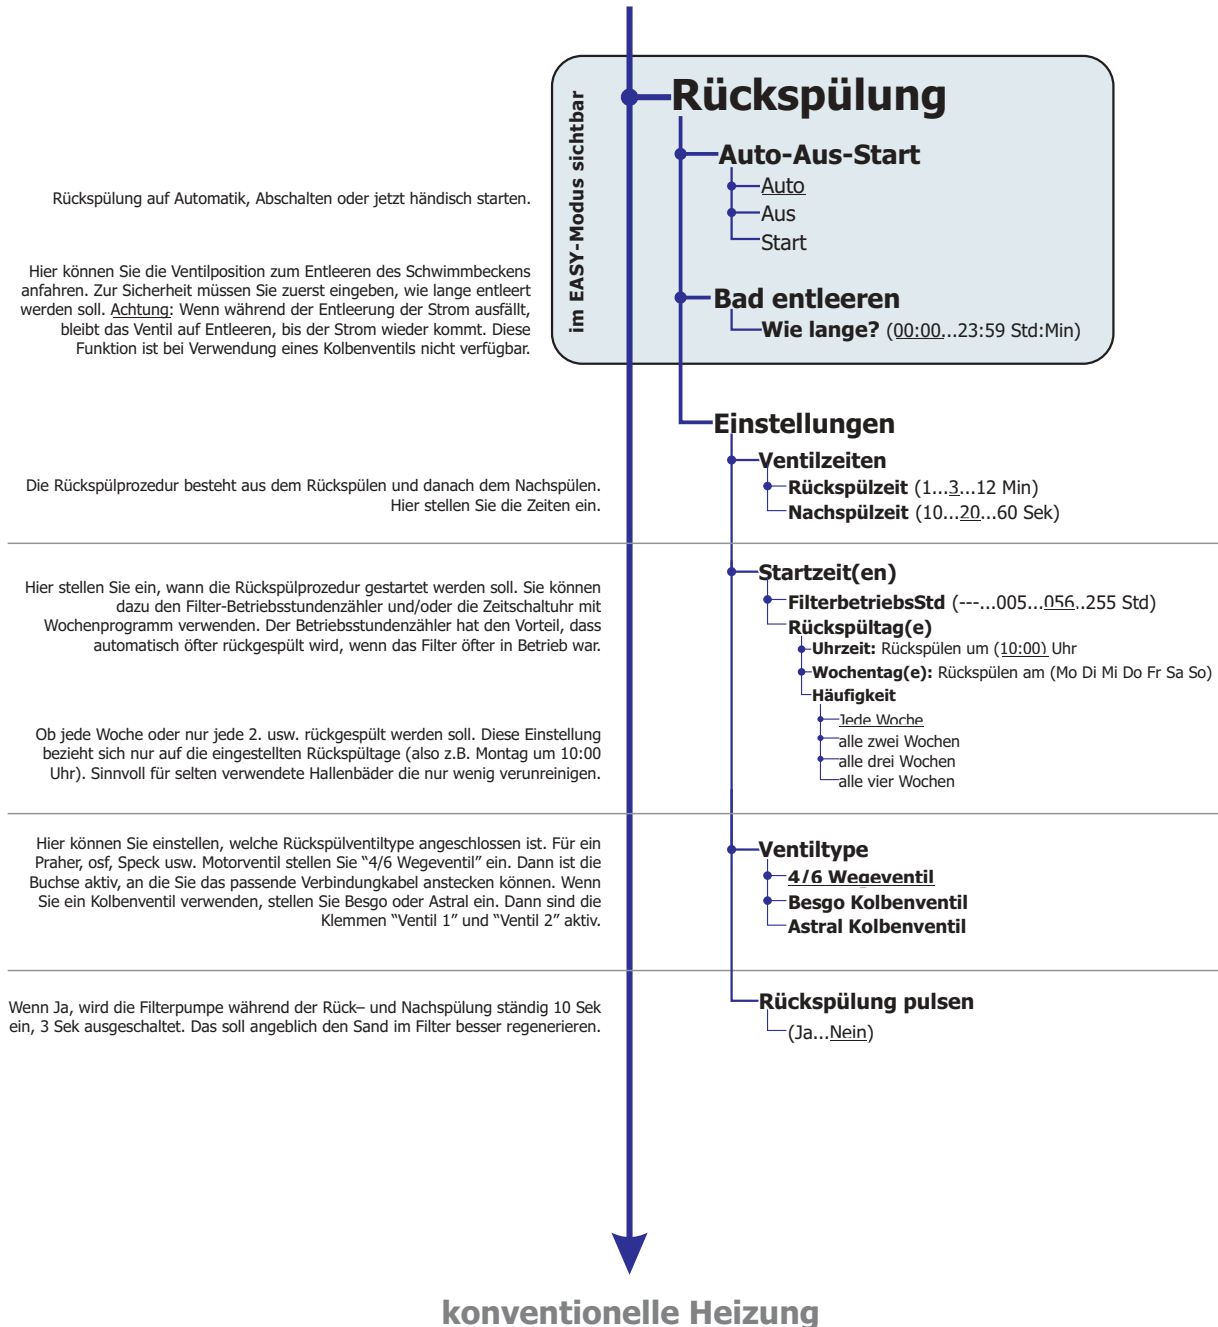 im EASY-Modus sichtbar
Rückspülung
Auto-Aus-Start
Rückspülung auf Automatik, Abschalten oder jetzt händisch starten.
Auto
Aus
Start
Hier können Sie die Ventilposition zum Entleeren des Schwimmbeckens
anfahren. Zur Sicherheit müssen Sie zuerst eingeben, wie lange entleert
werden soll. Achtung: Wenn während der Entleerung der Strom ausfällt,
bleibt das Ventil auf Entleeren, bis der Strom wieder kommt. Diese
Funktion ist bei Verwendung eines Kolbenventils nicht verfügbar.
Bad entleeren
Wie lange? (00:00...23:59 Std:Min)
Einstellungen
Ventilzeiten
Die Rückspülprozedur besteht aus dem Rückspülen und danach dem Nachspülen.
Hier stellen Sie die Zeiten ein.
Rückspülzeit (1...3...12 Min)
Nachspülzeit (10...20...60 Sek)
Hier stellen Sie ein, wann die Rückspülprozedur gestartet werden soll. Sie können
dazu den Filter-Betriebsstundenzähler und/oder die Zeitschaltuhr mit
Wochenprogramm verwenden. Der Betriebsstundenzähler hat den Vorteil, dass
automatisch öfter rückgespült wird, wenn das Filter öfter in Betrieb war.
Startzeit(en)
FilterbetriebsStd (---...005...056..255 Std)
Rückspültag(e)
Uhrzeit: Rückspülen um (10:00) Uhr
Wochentag(e): Rückspülen am (Mo Di Mi Do Fr Sa So)
Häufigkeit
Ob jede Woche oder nur jede 2. usw. rückgespült werden soll. Diese Einstellung
bezieht sich nur auf die eingestellten Rückspültage (also z.B. Montag um 10:00
Uhr). Sinnvoll für selten verwendete Hallenbäder die nur wenig verunreinigen.
Jede Woche
alle zwei Wochen
alle drei Wochen
alle vier Wochen
Hier können Sie einstellen, welche Rückspülventiltype angeschlossen ist. Für ein
Praher, osf, Speck usw. Motorventil stellen Sie “4/6 Wegeventil” ein. Dann ist die
Buchse aktiv, an die Sie das passende Verbindungkabel anstecken können. Wenn
Sie ein Kolbenventil verwenden, stellen Sie Besgo oder Astral ein. Dann sind die
Klemmen “Ventil 1” und “Ventil 2” aktiv.
Ventiltype
4/6 Wegeventil
Besgo Kolbenventil
Astral Kolbenventil
Wenn Ja, wird die Filterpumpe während der Rück– und Nachspülung ständig 10 Sek
ein, 3 Sek ausgeschaltet. Das soll angeblich den Sand im Filter besser regenerieren.
Rückspülung pulsen
(Ja...Nein)
konventionelle Heizung